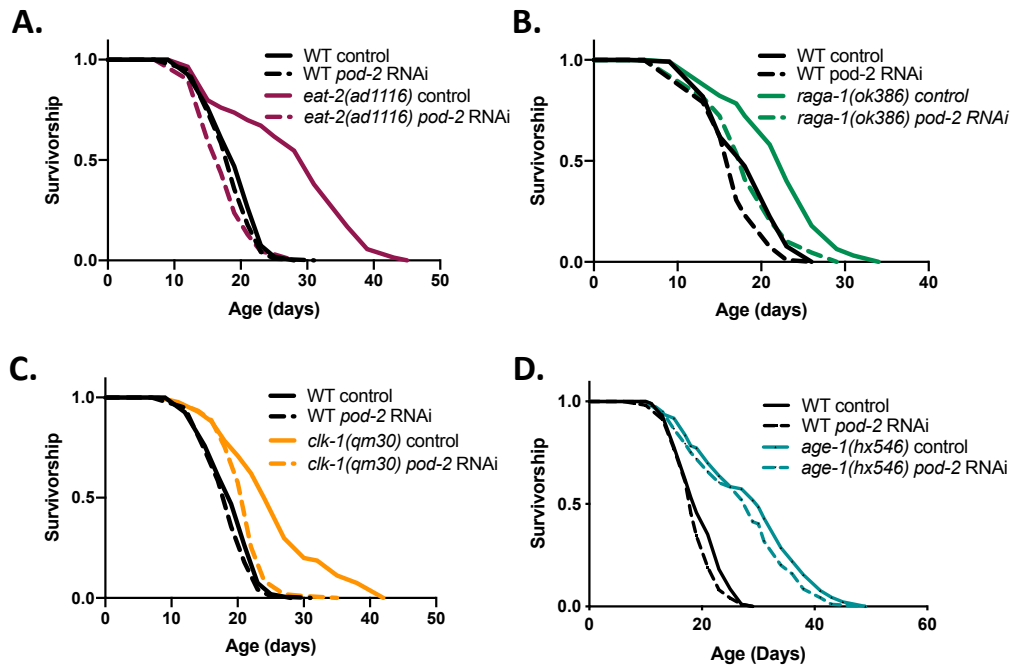 A.
WT control
WT pod-2 RNAi
eat-2(ad1116) control
eat-2(ad1116) pod-2 RNAi
Survivorship
1.0
0.5
0.0
0 10 20 30 40 50
Age (days)
B.
WT control
WT pod-2 RNAi
raga-1(ok386) control
raga-1(ok386) pod-2 RNAi
Survivorship
1.0
0.5
0.0
0 10 20 30 40
Age (days)
C.
WT control
WT pod-2 RNAi
clk-1(qm30) control
clk-1(qm30) pod-2 RNAi
Survivorship
1.0
0.5
0.0
0 10 20 30 40 50
Age (days)
D.
WT control
WT pod-2 RNAi
age-1(hx546) control
age-1(hx546) pod-2 RNAi
Survivorship
1.0
0.5
0.0
0 20 40 60
Age (Days)